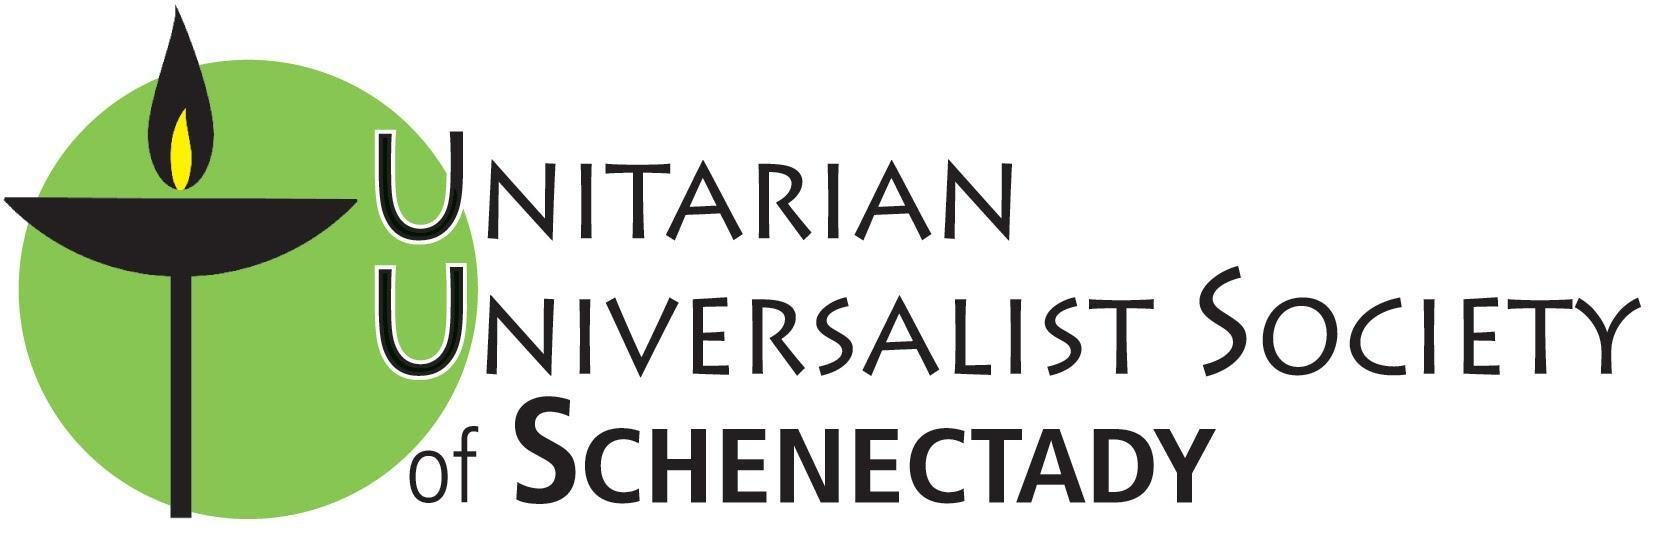 UNITARIAN
UNIVERSALIST SOCIETY
of SCHENECTADY